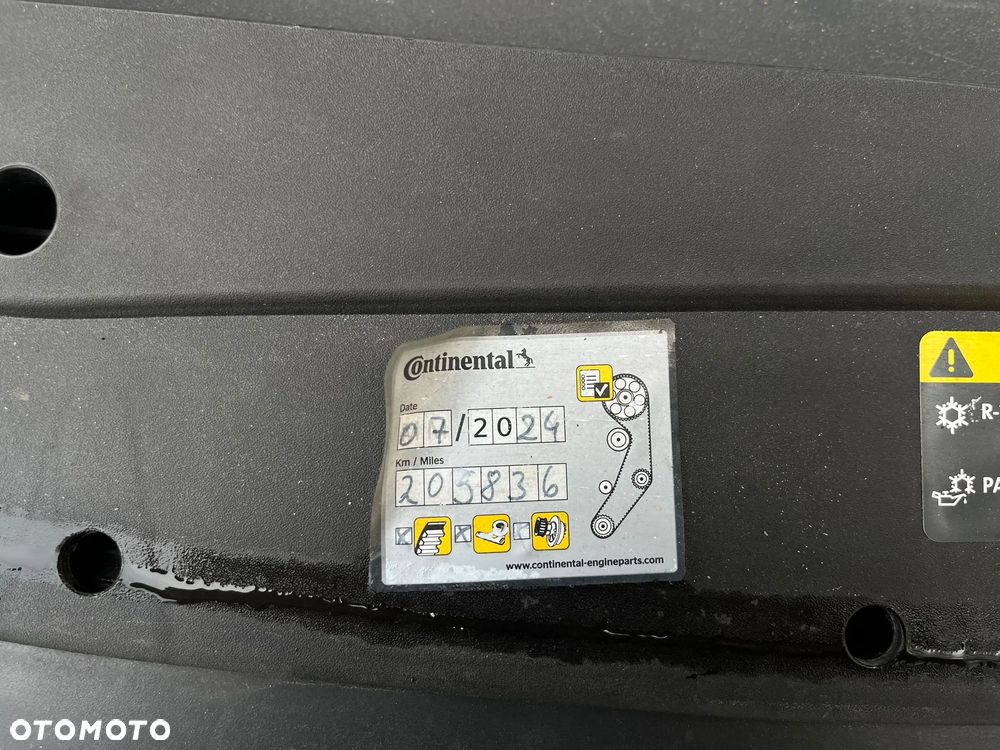 Continental
Date
07/2024
Km / Miles
205836
www.continental-engineparts.com
R-
PA
OTOMOTO